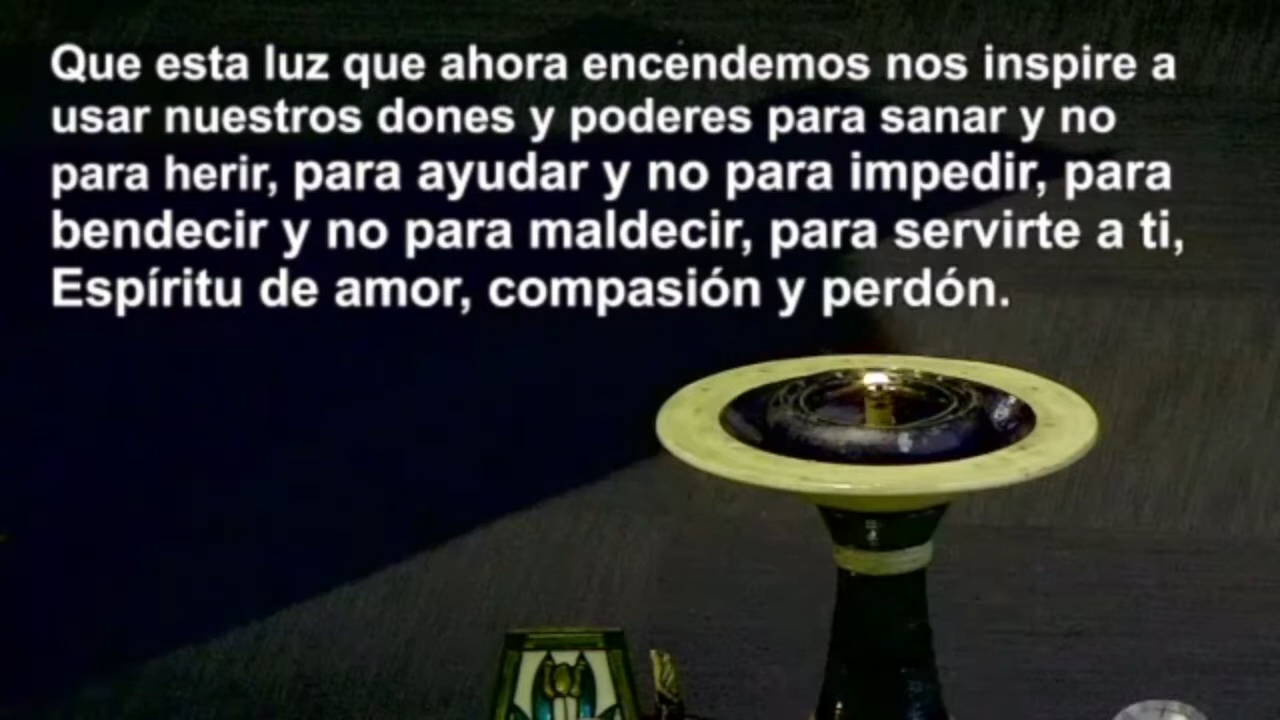 Que esta luz que ahora encendemos nos inspire a
usar nuestros dones y poderes para sanar y no
para herir, para ayudar y no para impedir, para
bendecir y no para maldecir, para servirte a ti,
Espíritu de amor, compasión y perdón.